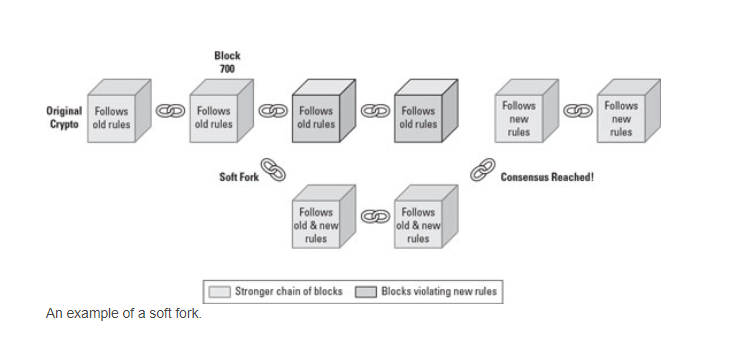 Block
700
Original
Crypto
Follows
old rules
Follows
old rules
Follows
old rules
Follows
old rules
Follows
new
rules
Follows
new
rules
Soft Fork
Consensus Reached!
Follows
old & new
rules
Follows
old & new
rules
Stronger chain of blocks
Blocks violating new rules
An example of a soft fork.